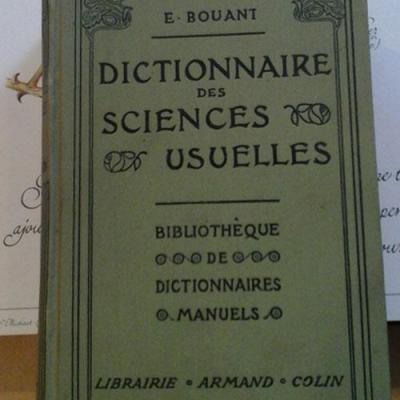 E. BOUANT
DICTIONNAIRE
DES
SCIENCES
USUELLES
BIBLIOTHÈQUE
DE
DICTIONNAIRES
MANUELS
LIBRAIRIE • ARMAND • COLIN